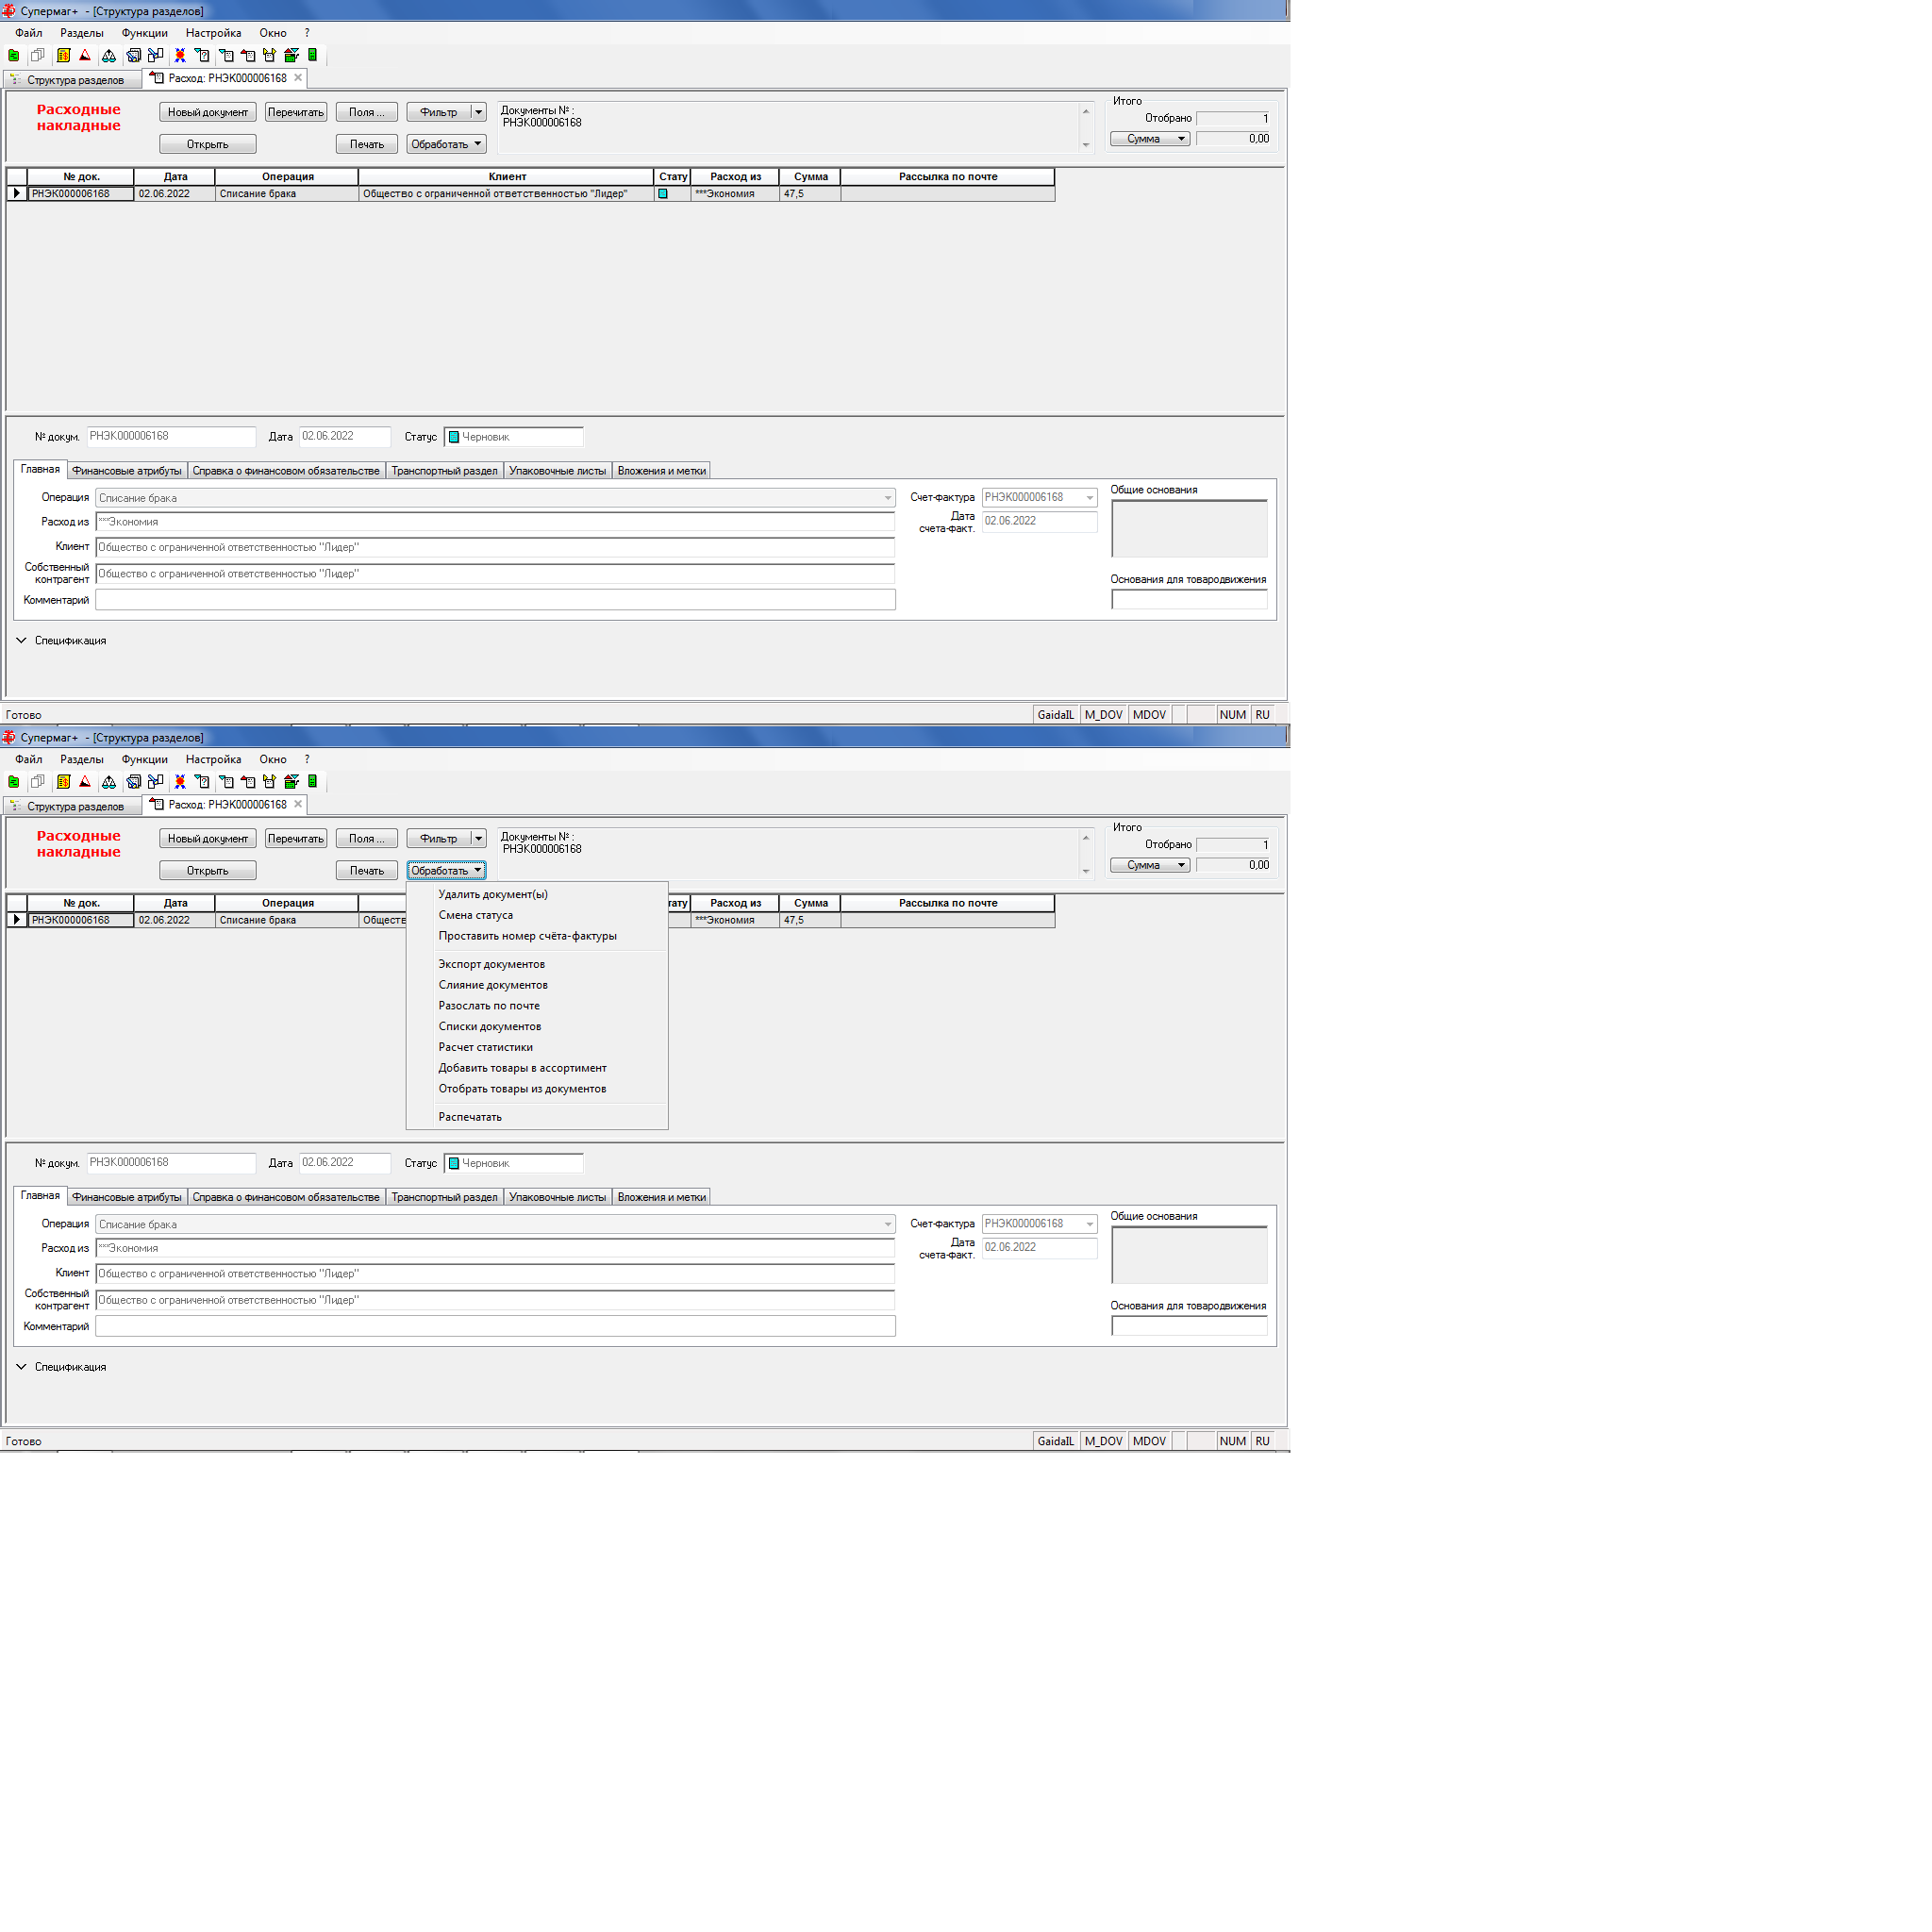 Супермаг+ - [Структура разделов]
Файл Разделы Функции Настройка Окно ?
Структура разделов Расход: РНЭК000006168
Расходные накладные
Новый документ Перечитать Поля ... Фильтр
Документы № :
РНЭК000006168
Итого
Отобрано 1
Открыть Печать Обработать
Сумма 0,00
№ док. Дата Операция Клиент Стату Расход из Сумма Рассылка по почте
РНЭК000006168 02.06.2022 Списание брака Общество с ограниченной ответственностью "Лидер" ***Экономия 47,5
№ докум. РНЭК000006168 Дата 02.06.2022 Статус Черновик
Главная Финансовые атрибуты Справка о финансовом обязательстве Транспортный раздел Упаковочные листы Вложения и метки
Операция Списание брака Счет-фактура РНЭК000006168 Общие основания
Расход из ***Экономия Дата счета-факт. 02.06.2022
Клиент Общество с ограниченной ответственностью "Лидер"
Собственный контрагент Общество с ограниченной ответственностью "Лидер" Основания для товародвижения
Комментарий
Спецификация
Готово GaidaIL M_DOV MDOV NUM RU
Супермаг+ - [Структура разделов]
Файл Разделы Функции Настройка Окно ?
Структура разделов Расход: РНЭК000006168
Расходные накладные
Новый документ Перечитать Поля ... Фильтр
Документы № :
РНЭК000006168
Итого
Отобрано 1
Открыть Печать Обработать
Сумма 0,00
№ док. Дата Операция тату Расход из Сумма Рассылка по почте
РНЭК000006168 02.06.2022 Списание брака Обществ ***Экономия 47,5
Удалить документ(ы)
Смена статуса
Проставить номер счёта-фактуры
Экспорт документов
Слияние документов
Разослать по почте
Списки документов
Расчет статистики
Добавить товары в ассортимент
Отобрать товары из документов
Распечатать
№ докум. РНЭК000006168 Дата 02.06.2022 Статус Черновик
Главная Финансовые атрибуты Справка о финансовом обязательстве Транспортный раздел Упаковочные листы Вложения и метки
Операция Списание брака Счет-фактура РНЭК000006168 Общие основания
Расход из ***Экономия Дата счета-факт. 02.06.2022
Клиент Общество с ограниченной ответственностью "Лидер"
Собственный контрагент Общество с ограниченной ответственностью "Лидер" Основания для товародвижения
Комментарий
Спецификация
Готово GaidaIL M_DOV MDOV NUM RU